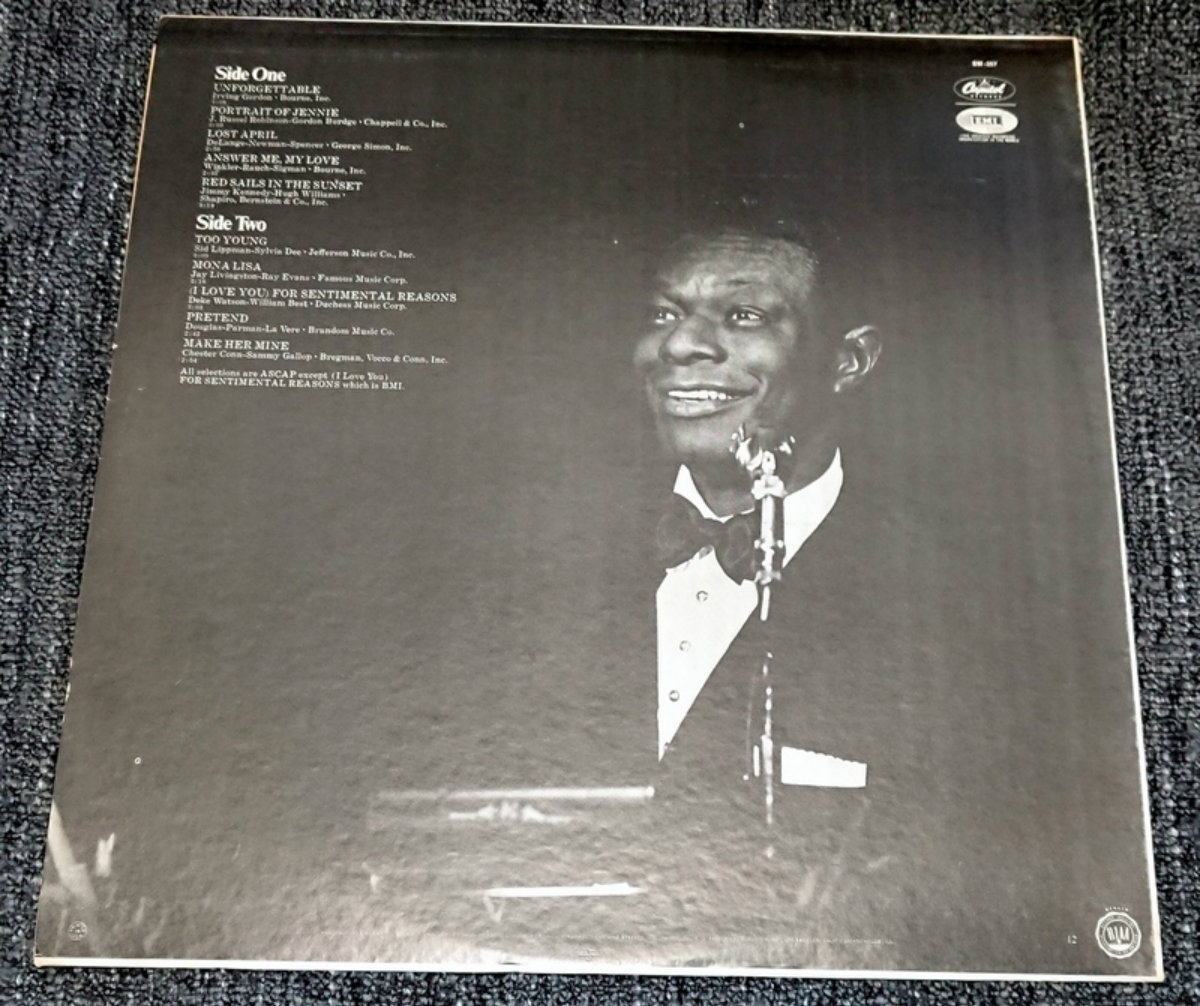 Side One
UNFORGETTABLE
Irving Gordon • Bourne, Inc.
PORTRAIT OF JENNIE
J. Russel Robinson-Gordon Burdge • Chappell & Co., Inc.
LOST APRIL
DeLange-Newman-Spencer • George Simon, Inc.
ANSWER ME, MY LOVE
Winkler-Rauch-Sigman • Bourne, Inc.
RED SAILS IN THE SUNSET
Jimmy Kennedy-Hugh Williams •
Shapiro, Bernstein & Co., Inc.
Side Two
TOO YOUNG
Sid Lippman-Sylvia Dee • Jefferson Music Co., Inc.
MONA LISA
Jay Livingston-Ray Evans • Famous Music Corp.
(I LOVE YOU) FOR SENTIMENTAL REASONS
Deke Watson-William Best • Duchess Music Corp.
PRETEND
Douglas-Parman-La Vere • Brandom Music Co.
2:42
MAKE HER MINE
Chester Conn-Sammy Gallop • Bregman, Vocco & Conn, Inc.
2:54
All selections are ASCAP except (I Love You)
FOR SENTIMENTAL REASONS which is BMI.
Capitol
RECORDS
EMI
12